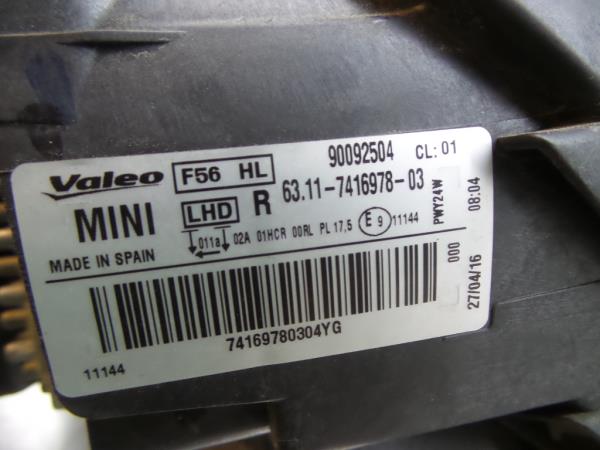 Valeo F56 HL 90092504 CL: 01
MINI LHD R 63.11-7416978-03
011a 02A 01HCR 00RL PL 17,5 E 9 11144
MADE IN SPAIN
PWY24W 08:04
000 27/04/16
74169780304YG
11144